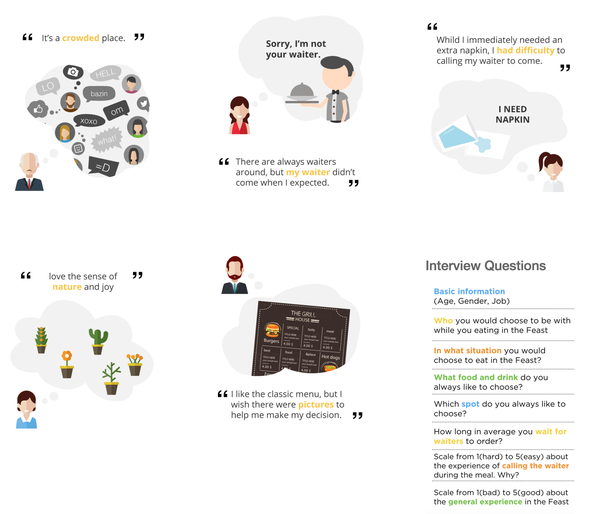 “ It's a crowded place. ”
LO..
HELL
bazin
xoxo
om
what!
=D
Sorry, I'm not
your waiter.
“ There are always waiters
around, but my waiter didn't
come when I expected. ”
“
Whild I immediately needed an
extra napkin, I had difficulty to
calling my waiter to come.
”
I NEED
NAPKIN
“ love the sense of ”
nature and joy
THE GRILL
HOUSE
Burgers
SPECIAL
Hot dogs
“ I like the classic menu, but I
wish there were pictures to
help me make my decision. ”
Interview Questions
Basic information
(Age, Gender, Job)
Who you would choose to be with
while you eating in the Feast
In what situation you would
choose to eat in the Feast?
What food and drink do you
always like to choose?
Which spot do you always like to
choose?
How long in average you wait for
waiters to order?
Scale from 1(hard) to 5(easy) about
the experience of calling the waiter
during the meal. Why?
Scale from 1(bad) to 5(good) about
the general experience in the Feast